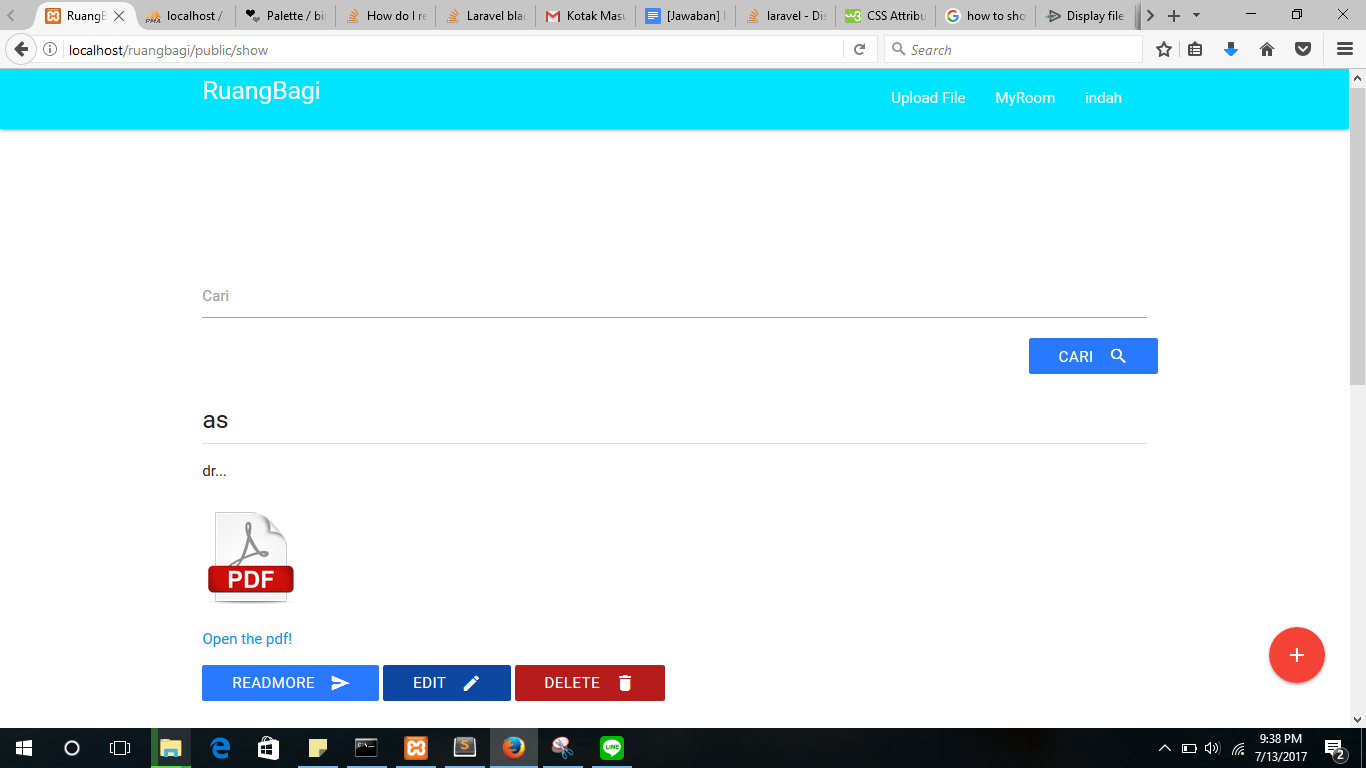 RuangB
localhost /
Palette / bi
How do I re
Laravel bla
Kotak Masu
[Jawaban]
laravel - Dis
CSS Attribu
how to sho
Display file
localhost/ruangbagi/public/show
Search
RuangBagi
Upload File
MyRoom
indah
Cari
CARI
as
dr...
PDF
Open the pdf!
READMORE
EDIT
DELETE
9:38 PM
7/13/2017
2